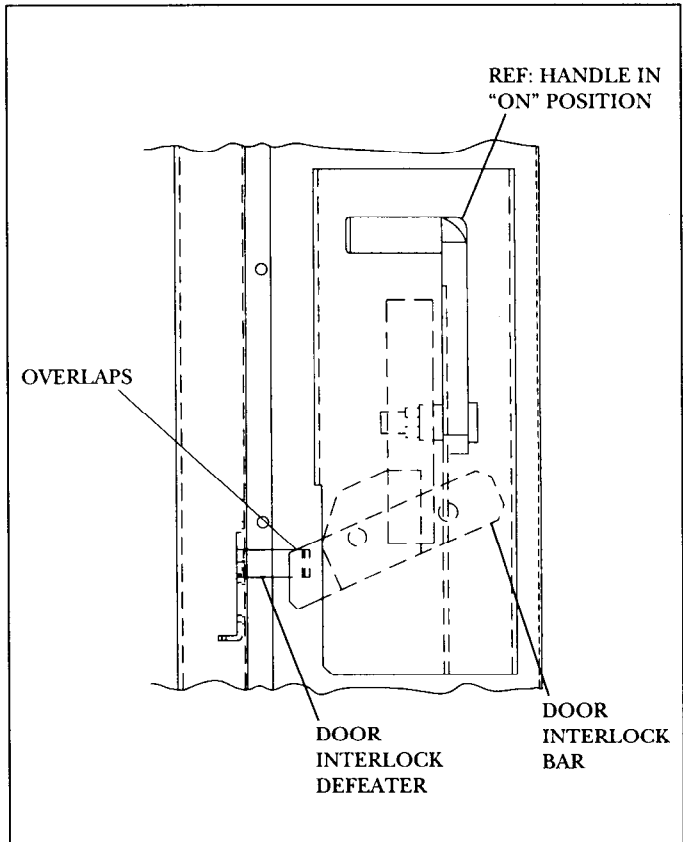 REF: HANDLE IN
"ON" POSITION
OVERLAPS
DOOR
INTERLOCK
DEFEATER
DOOR
INTERLOCK
BAR